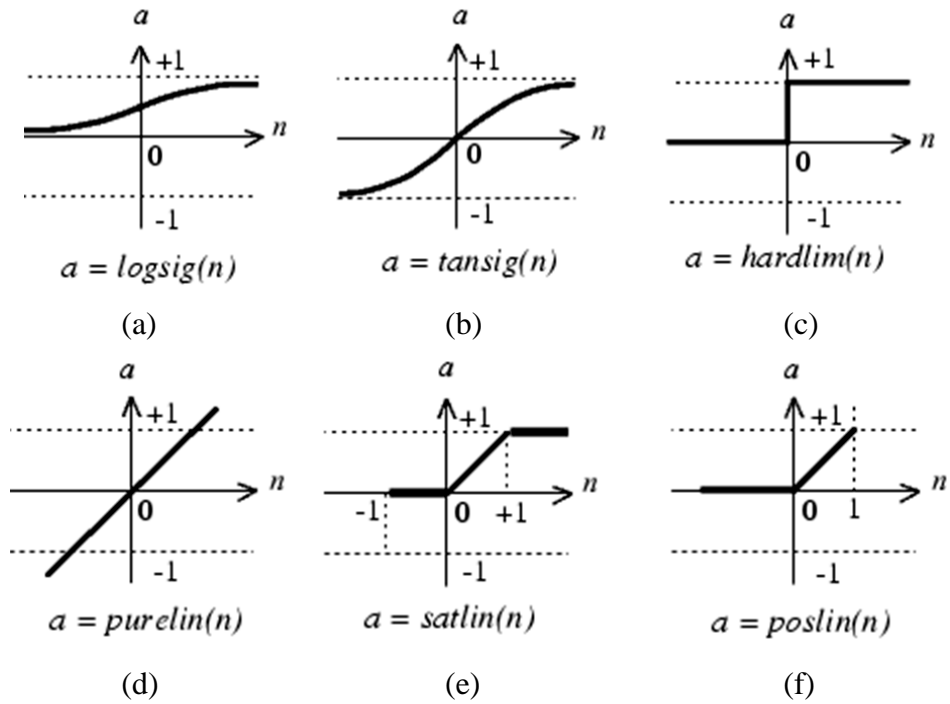 a
a
a
+1
+1
+1
n
n
n
0
0
0
-1
-1
-1
a = logsig(n)
a = tansig(n)
a = hardlim(n)
(a)
(b)
(c)
a
a
a
+1
+1
+1
n
n
n
0
-1
0
+1
0
1
-1
-1
-1
a = purelin(n)
a = satlin(n)
a = poslin(n)
(d)
(e)
(f)